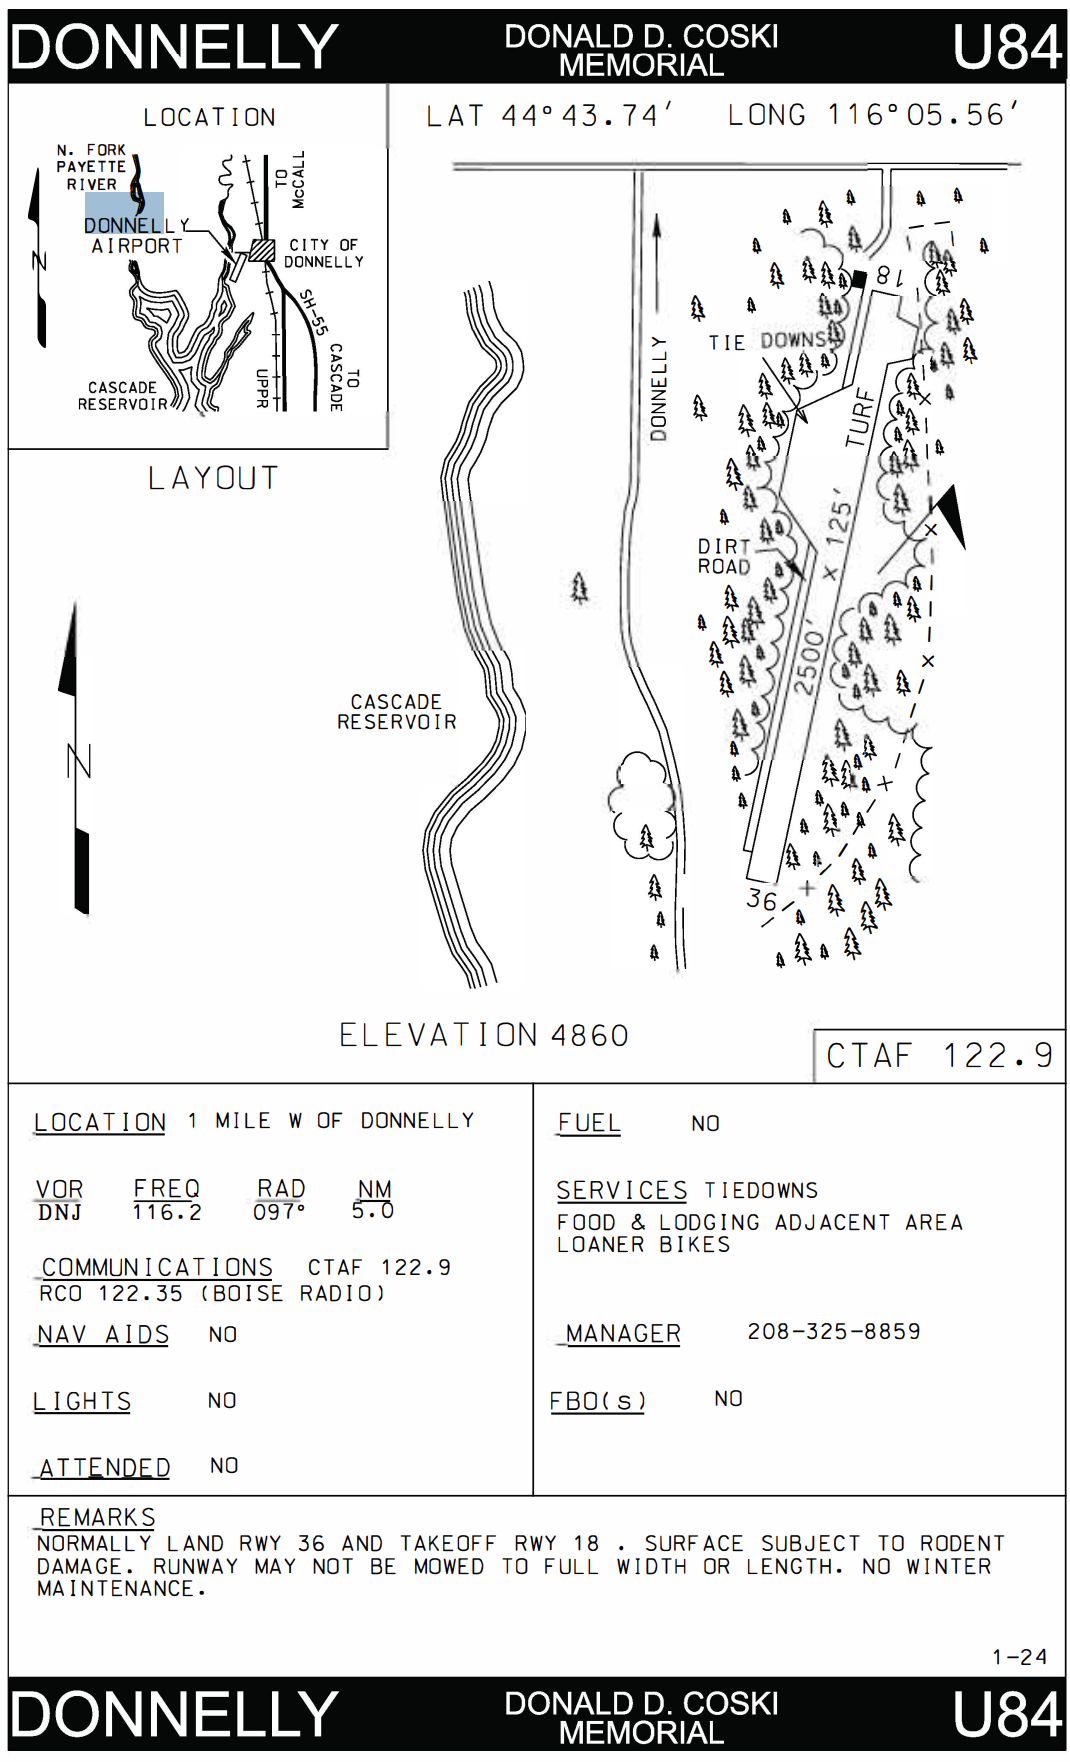 DONNELLY
DONALD D. COSKI
MEMORIAL
U84
LOCATION
N. FORK
PAYETTE
RIVER
DONNELLY
AIRPORT
N
TO
McCALL
CITY OF
DONNELLY
SH-55
TO
CASCADE
UPPR
CASCADE
RESERVOIR
LAT 44°43.74′
LONG 116°05.56′
LAYOUT
N
DONNELLY
18
TIE DOWNS
TURF
DIRT
ROAD
2500′ x 125′
36
CASCADE
RESERVOIR
ELEVATION 4860
CTAF 122.9
LOCATION 1 MILE W OF DONNELLY
VOR FREQ RAD NM
DNJ 116.2 097° 5.0
COMMUNICATIONS CTAF 122.9
RCO 122.35 (BOISE RADIO)
NAV AIDS NO
LIGHTS NO
ATTENDED NO
FUEL NO
SERVICES TIEDOWNS
FOOD & LODGING ADJACENT AREA
LOANER BIKES
MANAGER 208-325-8859
FBO(s) NO
REMARKS
NORMALLY LAND RWY 36 AND TAKEOFF RWY 18 . SURFACE SUBJECT TO RODENT
DAMAGE. RUNWAY MAY NOT BE MOWED TO FULL WIDTH OR LENGTH. NO WINTER
MAINTENANCE.
1-24
DONNELLY
DONALD D. COSKI
MEMORIAL
U84